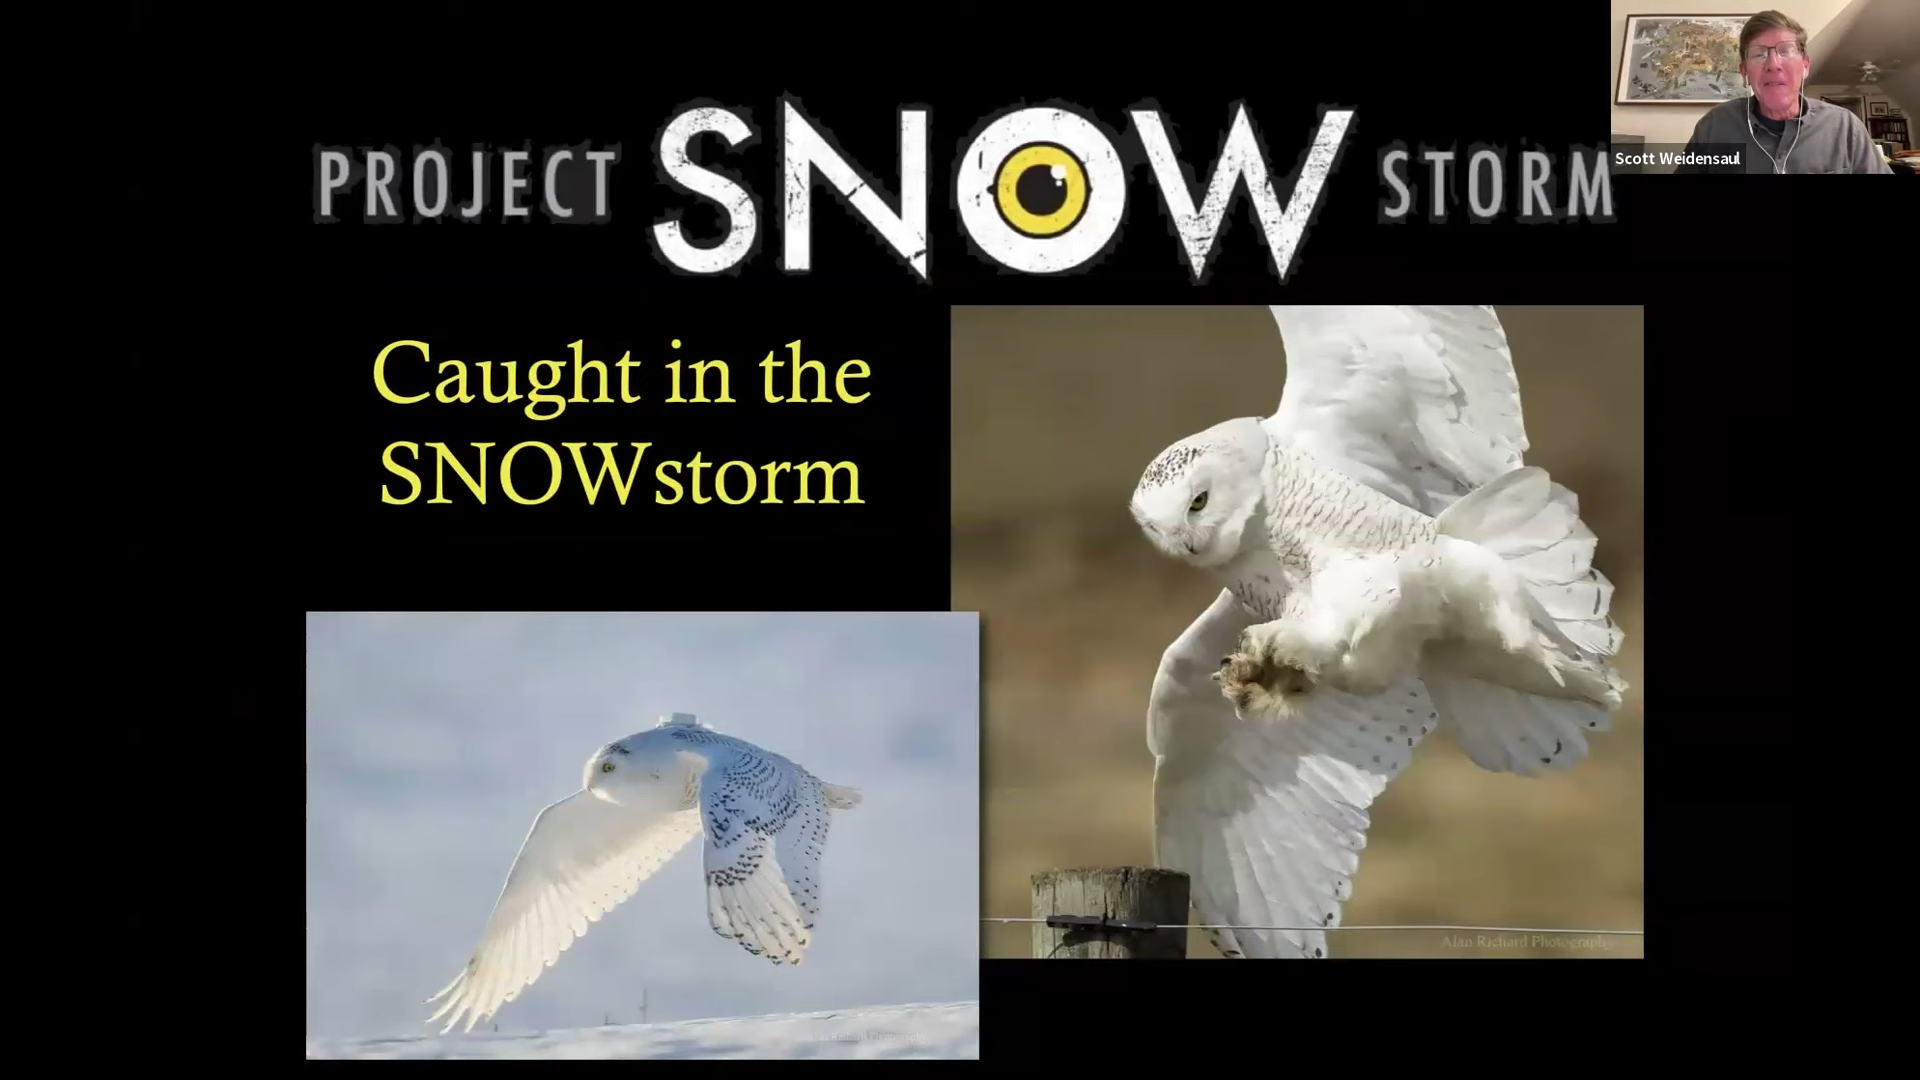 PROJECT SNOW STORM
Scott Weidensaul
Caught in the
SNOWstorm
Alan Richard Photography